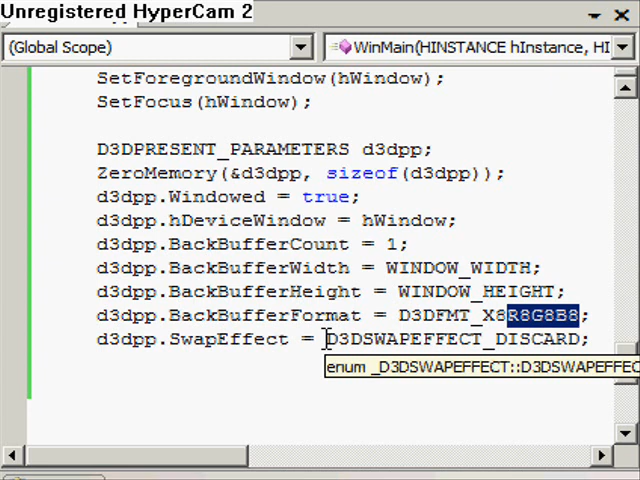 Unregistered HyperCam 2
(Global Scope)
WinMain(HINSTANCE hInstance, HI
SetForegroundWindow(hWindow);
SetFocus(hWindow);
D3DPRESENT_PARAMETERS d3dpp;
ZeroMemory(&d3dpp, sizeof(d3dpp));
d3dpp.Windowed = true;
d3dpp.hDeviceWindow = hWindow;
d3dpp.BackBufferCount = 1;
d3dpp.BackBufferWidth = WINDOW_WIDTH;
d3dpp.BackBufferHeight = WINDOW_HEIGHT;
d3dpp.BackBufferFormat = D3DFMT_X8R8G8B8;
d3dpp.SwapEffect = D3DSWAPEFFECT_DISCARD;
enum _D3DSWAPEFFECT::D3DSWAPEFFEC